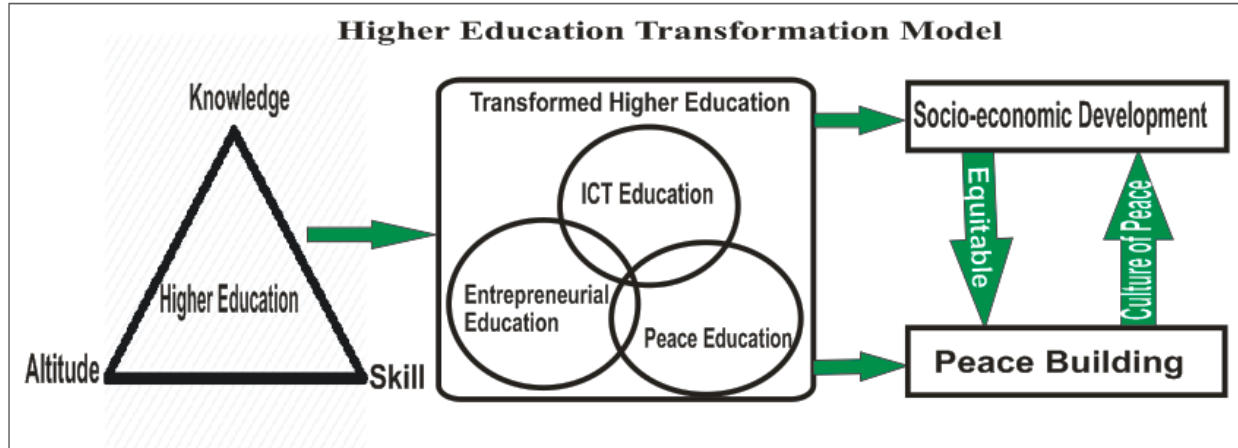 Higher Education Transformation Model
Knowledge
Higher Education
Altitude
Skill
Transformed Higher Education
ICT Education
Entrepreneurial
Education
Peace Education
Socio-economic Development
Equitable
Culture of Peace
Peace Building